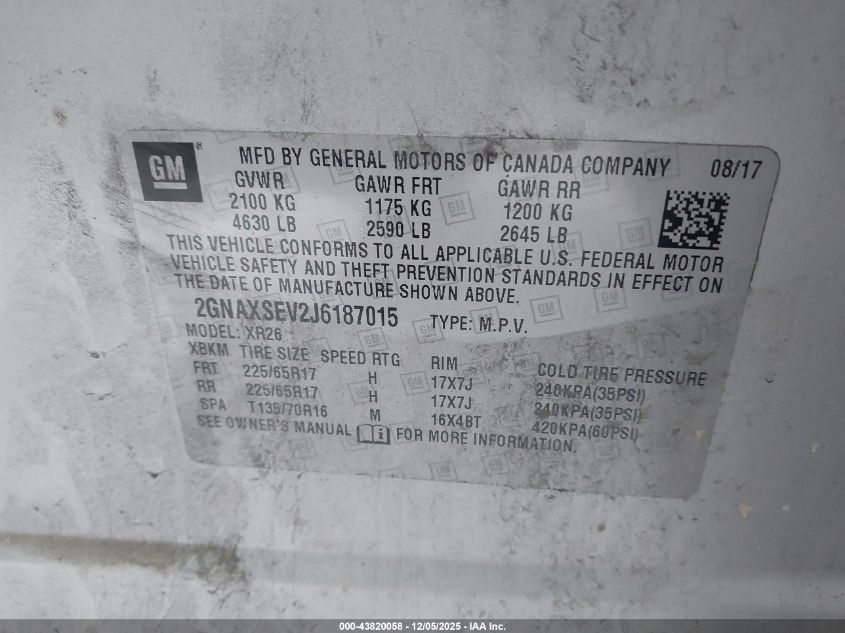 GM ® MFD BY GENERAL MOTORS OF CANADA COMPANY 08/17
GVWR GAWR FRT GAWR RR
2100 KG 1175 KG 1200 KG
4630 LB 2590 LB 2645 LB
THIS VEHICLE CONFORMS TO ALL APPLICABLE U.S. FEDERAL MOTOR
VEHICLE SAFETY AND THEFT PREVENTION STANDARDS IN EFFECT ON
THE DATE OF MANUFACTURE SHOWN ABOVE.
2GNAXSEV2J6187015 TYPE: M.P.V.
MODEL: XR26
XBKM TIRE SIZE SPEED RTG RIM COLD TIRE PRESSURE
FRT 225/65R17 H 17X7J 240KPA(35PSI)
RR 225/65R17 H 17X7J 240KPA(35PSI)
SPA T135/70R16 M 16X4BT 420KPA(60PSI)
SEE OWNER'S MANUAL FOR MORE INFORMATION.
000-43820058 - 12/05/2025 - IAA Inc.